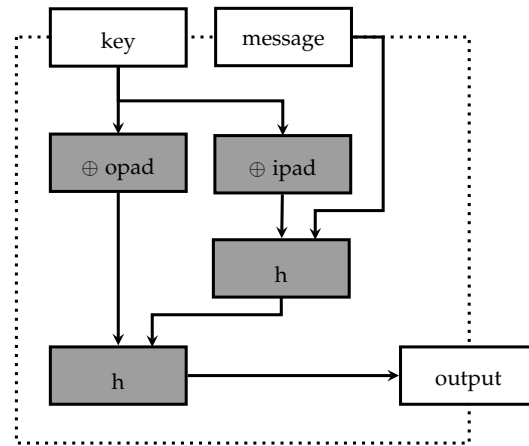 key
message
⊕ opad
⊕ ipad
h
h
output